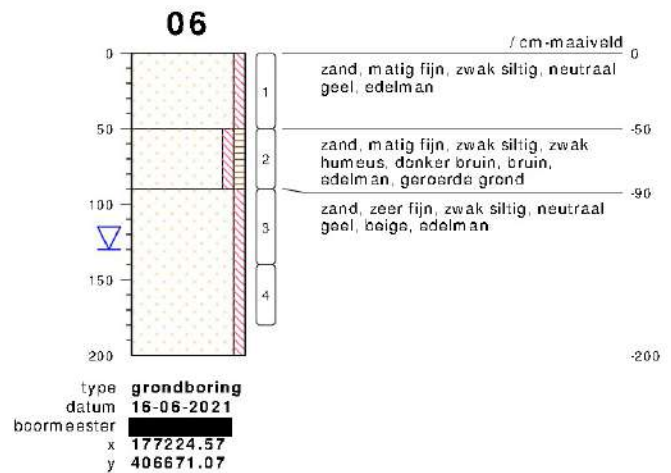 06
/ cm-maaiveld
0
0
zand, matig fijn, zwak siltig, neutraal
geel, edelman
1
50
-50
zand, matig fijn, zwak siltig, zwak
humeus, donker bruin, bruin,
edelman, geroerde grond
2
-90
100
zand, zeer fijn, zwak siltig, neutraal
geel, beige, edelman
3
150
4
200
-200
type grondboring
datum 16-06-2021
boormeester
x 177224.57
y 406671.07